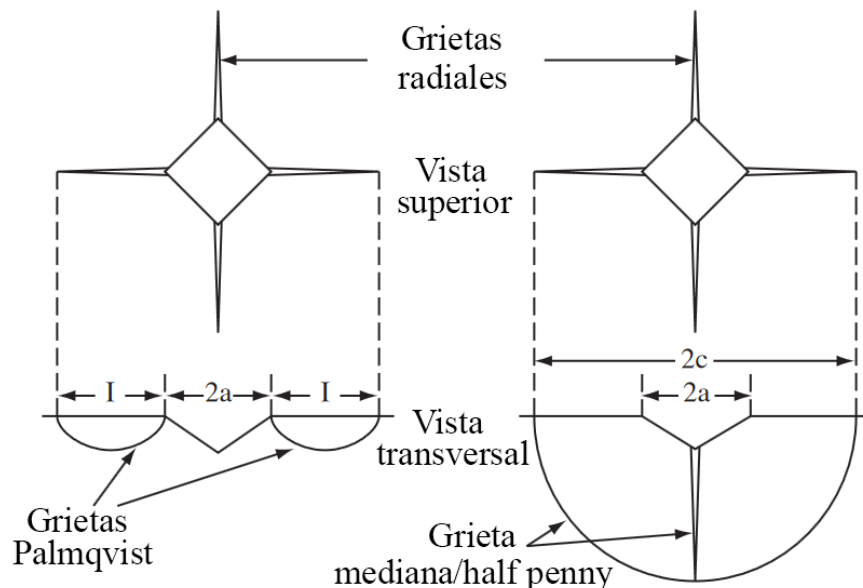 Grietas
radiales
Vista
superior
2c
I
2a
I
2a
Vista
transversal
Grietas
Palmqvist
Grieta
mediana/half penny